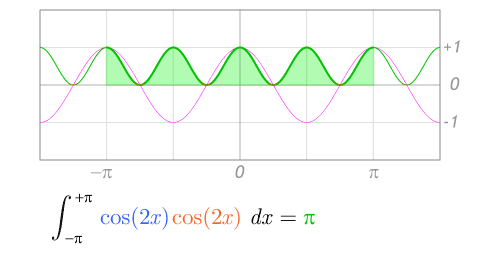 +1
0
-1
−π 0 π
∫_{−π}^{+π} cos(2x) cos(2x) dx = π